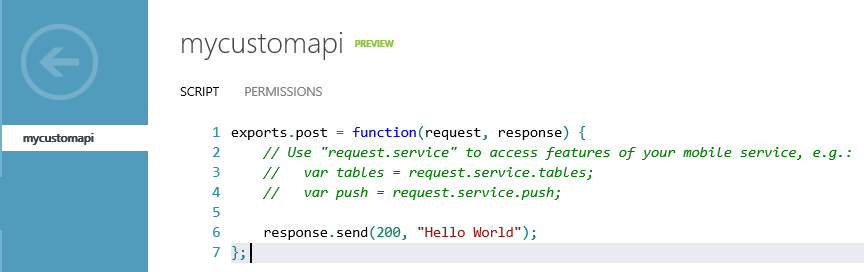 mycustomapi PREVIEW
SCRIPT PERMISSIONS
mycustomapi
1 exports.post = function(request, response) {
2     // Use "request.service" to access features of your mobile service, e.g.:
3     //   var tables = request.service.tables;
4     //   var push = request.service.push;
5
6     response.send(200, "Hello World");
7 };